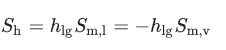 S_h = h_lg S_m,l = −h_lg S_m,v